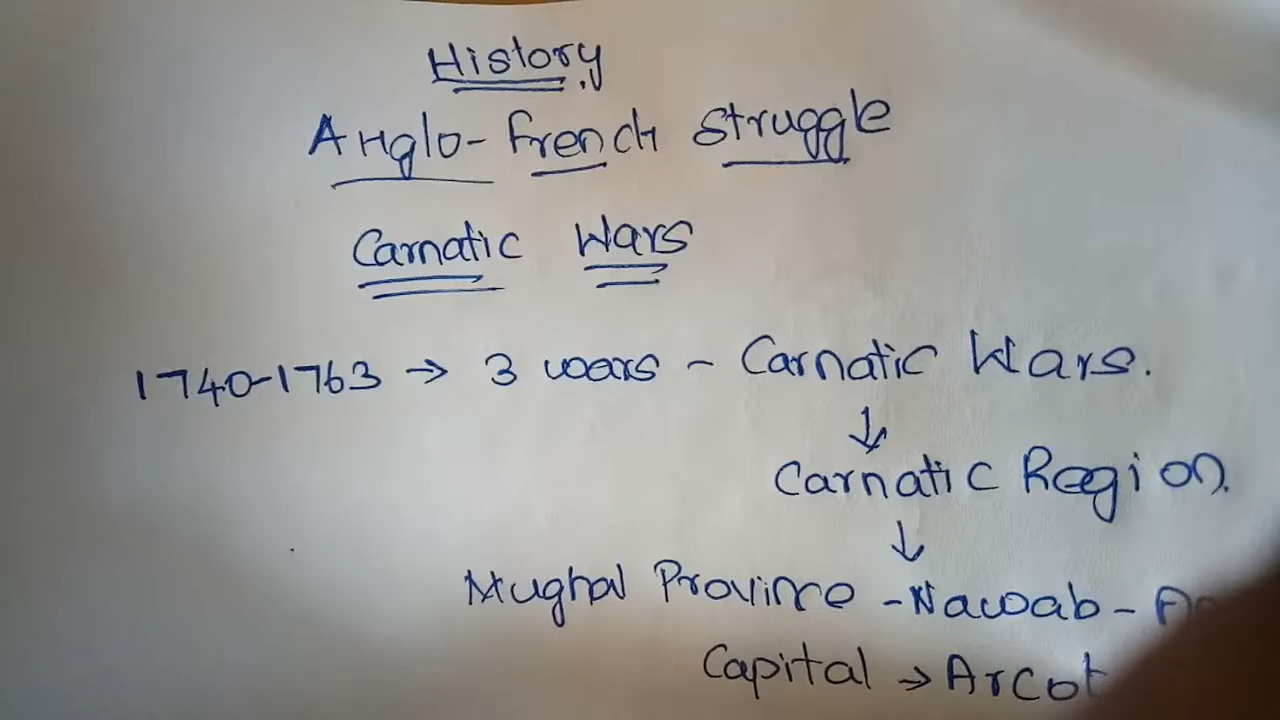 History
Anglo-French Struggle
Carnatic Wars
1740-1763 → 3 wars - Carnatic Wars.
↓
Carnatic Region.
↓
Mughal Province - Nawab -
Capital → Arcot